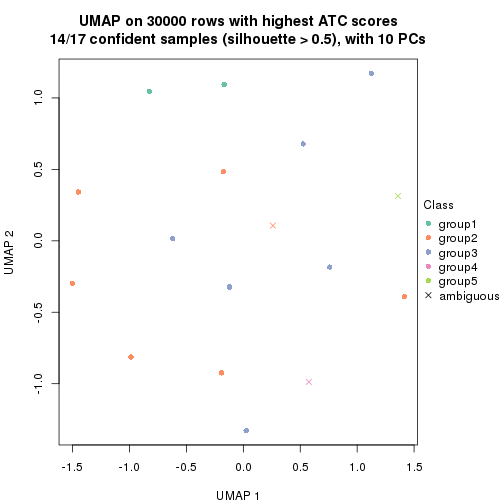 UMAP on 30000 rows with highest ATC scores
14/17 confident samples (silhouette > 0.5), with 10 PCs
1.0
0.5
0.0
-0.5
-1.0
UMAP 2
-1.5
-1.0
-0.5
0.0
0.5
1.0
1.5
UMAP 1
Class
group1
group2
group3
group4
group5
ambiguous